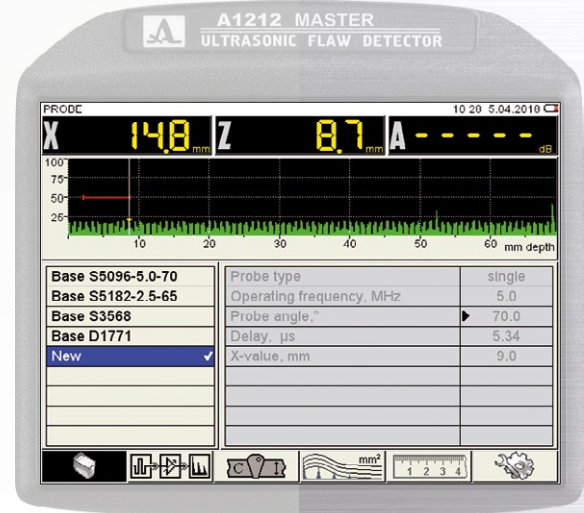 A1212 MASTER
ULTRASONIC FLAW DETECTOR
PROBE 10 20 5.04.2010
X 14.8 mm Z 8.7 mm A - - - - - dB
100
75
50
25
10 20 30 40 50 60 mm depth
Base S5096-5.0-70
Base S5182-2.5-65
Base S3568
Base D1771
New
Probe type single
Operating frequency, MHz 5.0
Probe angle,° 70.0
Delay, µs 5.34
X-value, mm 9.0
C I mm² 1 2 3 4